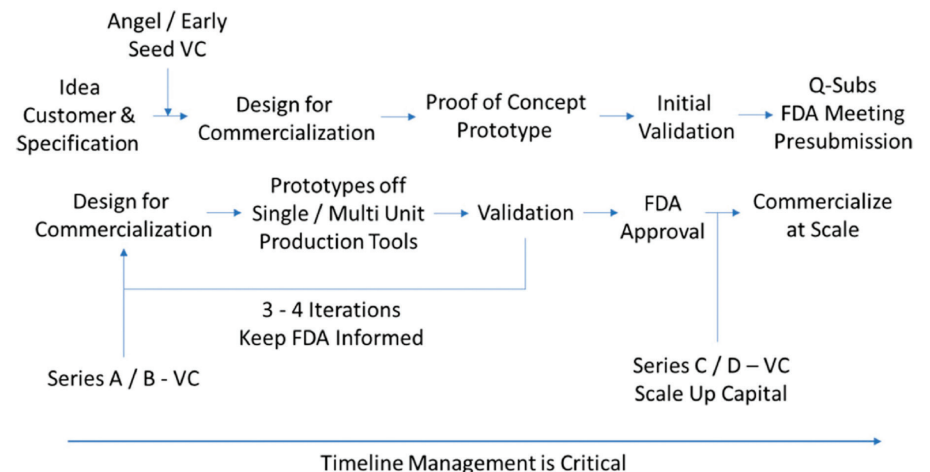 Angel / Early
Seed VC
Idea
Customer &
Specification
Design for
Commercialization
Proof of Concept
Prototype
Initial
Validation
Q-Subs
FDA Meeting
Presubmission
Design for
Commercialization
Prototypes off
Single / Multi Unit
Production Tools
Validation
FDA
Approval
Commercialize
at Scale
3 - 4 Iterations
Keep FDA Informed
Series A / B - VC
Series C / D – VC
Scale Up Capital
Timeline Management is Critical